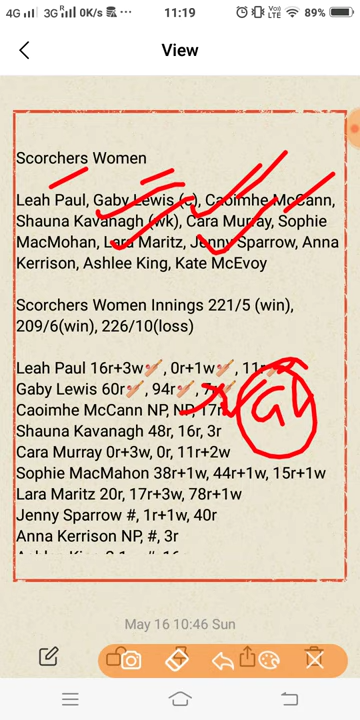 4G 3G R 0K/s ... 11:19 Vo) LTE 89%
View
Scorchers Women
Leah Paul, Gaby Lewis (c), Caoimhe McCann,
Shauna Kavanagh (wk), Cara Murray, Sophie
MacMohan, Lara Maritz, Jenny Sparrow, Anna
Kerrison, Ashlee King, Kate McEvoy
Scorchers Women Innings 221/5 (win),
209/6(win), 226/10(loss)
Leah Paul 16r+3w🏏, 0r+1w🏏, 11r🏏
Gaby Lewis 60r🏏, 94r🏏, 7r🏏
Caoimhe McCann NP, NP, 17r
Shauna Kavanagh 48r, 16r, 3r
Cara Murray 0r+3w, 0r, 11r+2w
Sophie MacMahon 38r+1w, 44r+1w, 15r+1w
Lara Maritz 20r, 17r+3w, 78r+1w
Jenny Sparrow #, 1r+1w, 40r
Anna Kerrison NP, #, 3r
May 16 10:46 Sun